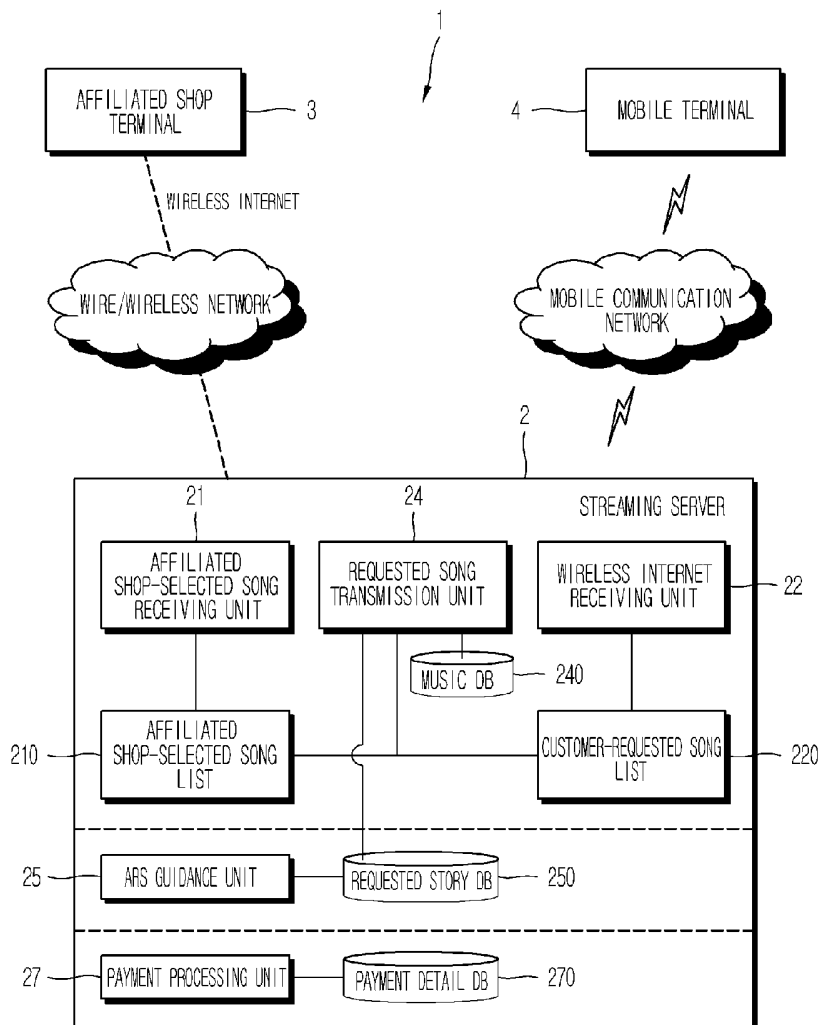 1
AFFILIATED SHOP
TERMINAL
3
4
MOBILE TERMINAL
WIRELESS INTERNET
WIRE/WIRELESS NETWORK
MOBILE COMMUNICATION
NETWORK
2
STREAMING SERVER
21
AFFILIATED
SHOP-SELECTED SONG
RECEIVING UNIT
24
REQUESTED SONG
TRANSMISSION UNIT
WIRELESS INTERNET
RECEIVING UNIT
22
MUSIC DB
240
210
AFFILIATED
SHOP-SELECTED SONG
LIST
CUSTOMER-REQUESTED SONG
LIST
220
25
ARS GUIDANCE UNIT
REQUESTED STORY DB
250
27
PAYMENT PROCESSING UNIT
PAYMENT DETAIL DB
270